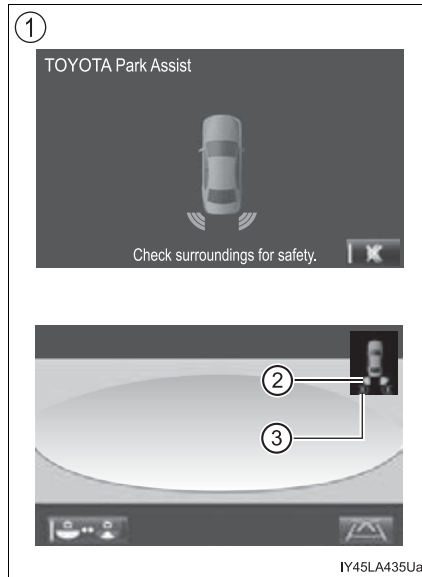 1
TOYOTA Park Assist
Check surroundings for safety.
2
3
IY45LA435Ua